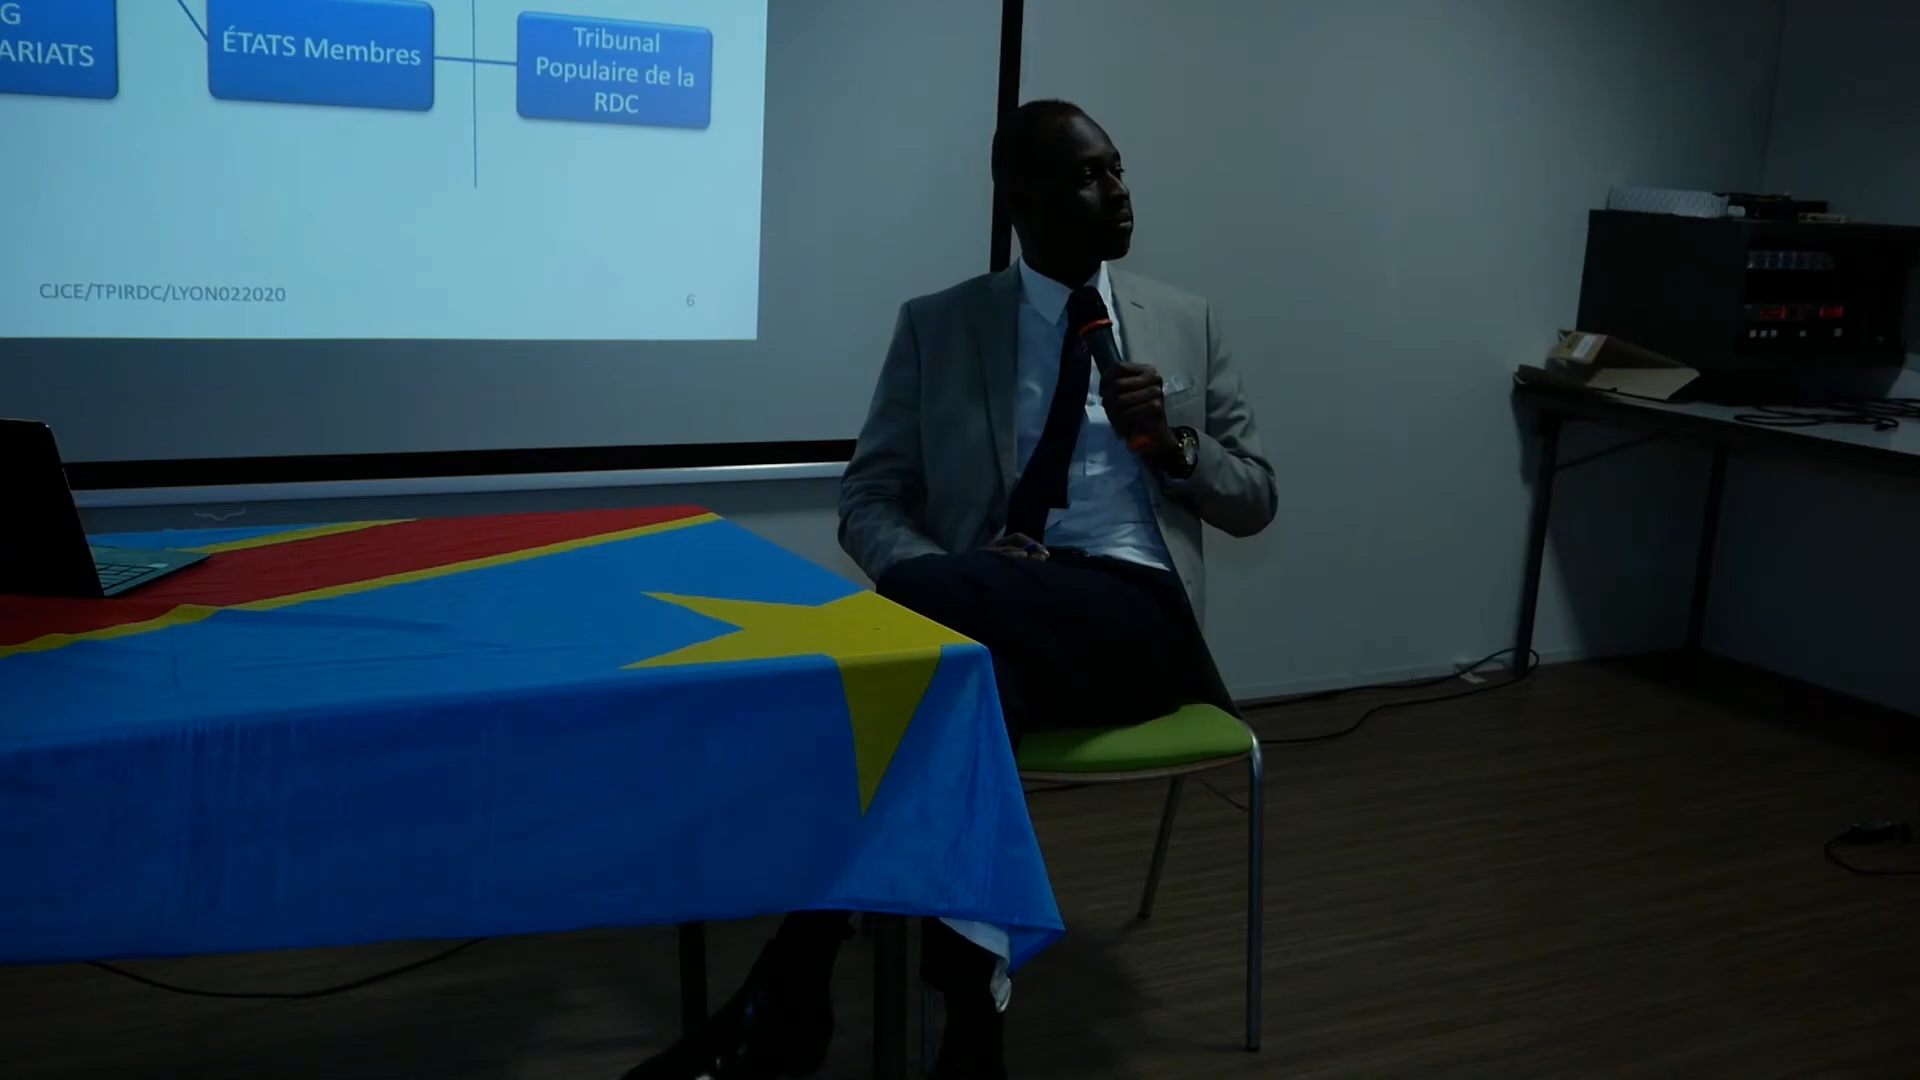 G
ARIATS
ÉTATS Membres
Tribunal
Populaire de la
RDC
CJCE/TPIRDC/LYON022020
6